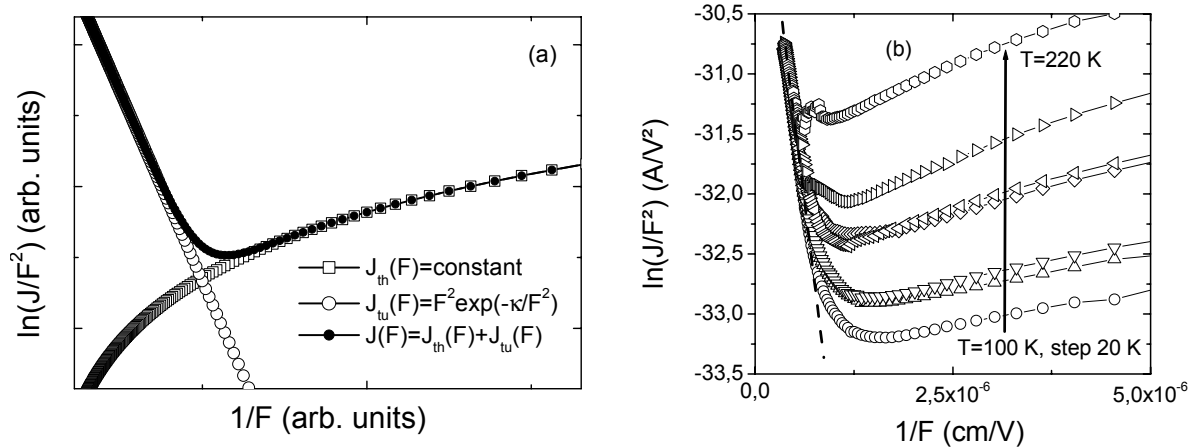 (a)
ln(J/F²) (arb. units)
J_th(F)=constant
J_tu(F)=F²exp(-κ/F²)
J(F)=J_th(F)+J_tu(F)
1/F (arb. units)
(b)
ln(J/F²) (A/V²)
-30,5
-31,0
-31,5
-32,0
-32,5
-33,0
-33,5
T=220 K
T=100 K, step 20 K
0,0
2,5x10⁻⁶
5,0x10⁻⁶
1/F (cm/V)